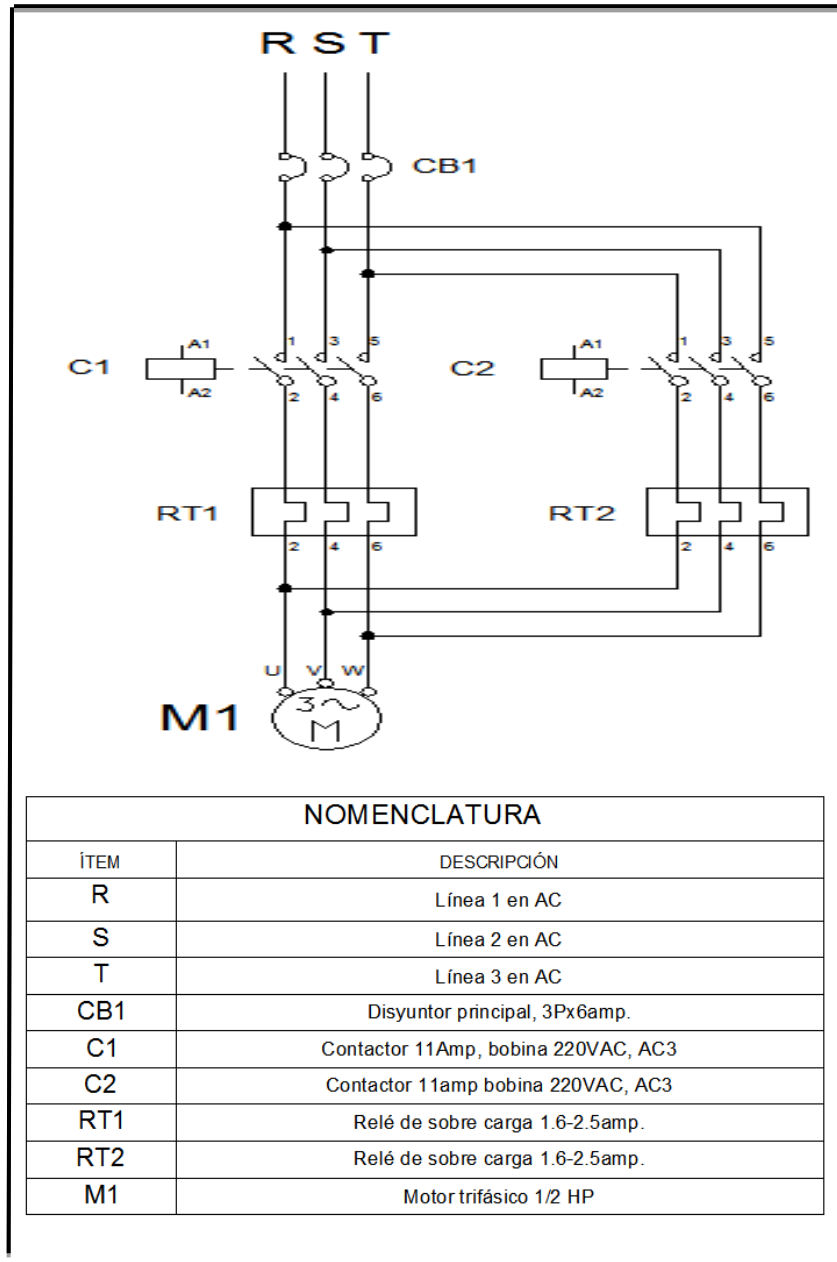 R S T
CB1
A1 1 3 5 A1 1 3 5
C1 C2
A2 2 4 6 A2 2 4 6
RT1 RT2
2 4 6 2 4 6
U V W
M1 3~
M
NOMENCLATURA
ÍTEM DESCRIPCIÓN
R Línea 1 en AC
S Línea 2 en AC
T Línea 3 en AC
CB1 Disyuntor principal, 3Px6amp.
C1 Contactor 11Amp, bobina 220VAC, AC3
C2 Contactor 11amp bobina 220VAC, AC3
RT1 Relé de sobre carga 1.6-2.5amp.
RT2 Relé de sobre carga 1.6-2.5amp.
M1 Motor trifásico 1/2 HP